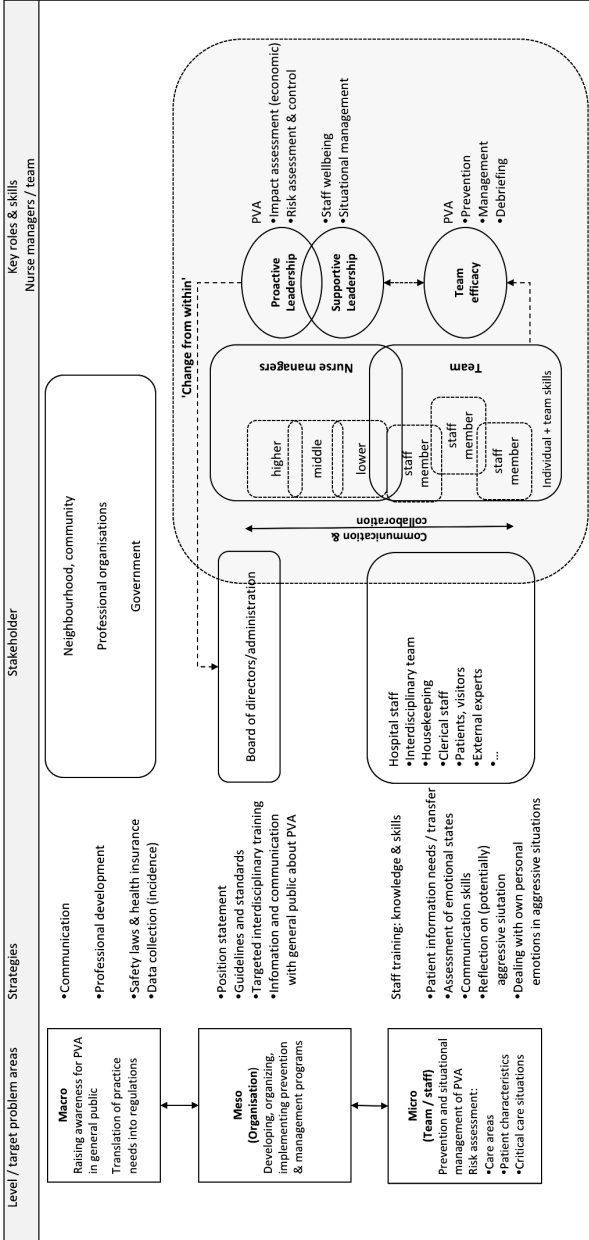 Level / target problem areas
Strategies
Stakeholder
Key roles & skills
Nurse managers / team
Macro
Raising awareness for PVA
in general public
Translation of practice
needs into regulations
•Communication
•Professional development
•Safety laws & health insurance
•Data collection (incidence)
Neighbourhood, community
Professional organisations
Government
Meso
(Organisation)
Developing, organizing,
implementing prevention
& management programs
•Position statement
•Guidelines and standards
•Targeted interdisciplinary training
•Information and communication
with general public about PVA
Board of directors/administration
'Change from within'
Communication &
collaboration
Nurse managers
higher
middle
lower
Proactive
Leadership
Supportive
Leadership
PVA
•Impact assessment (economic)
•Risk assessment & control
•Staff wellbeing
•Situational management
Micro
(Team / staff)
Prevention and situational
management of PVA
Risk assessment:
•Care areas
•Patient characteristics
•Critical care situations
Staff training: knowledge & skills
•Patient information needs / transfer
•Assessment of emotional states
•Communication skills
•Reflection on (potentially)
aggressive siutation
•Dealing with own personal
emotions in aggressive situations
Hospital staff
•Interdisciplinary team
•Housekeeping
•Clerical staff
•Patients, visitors
•External experts
•...
Team
staff
member
staff
member
staff
member
Individual + team skills
Team
efficacy
PVA
•Prevention
•Management
•Debriefing